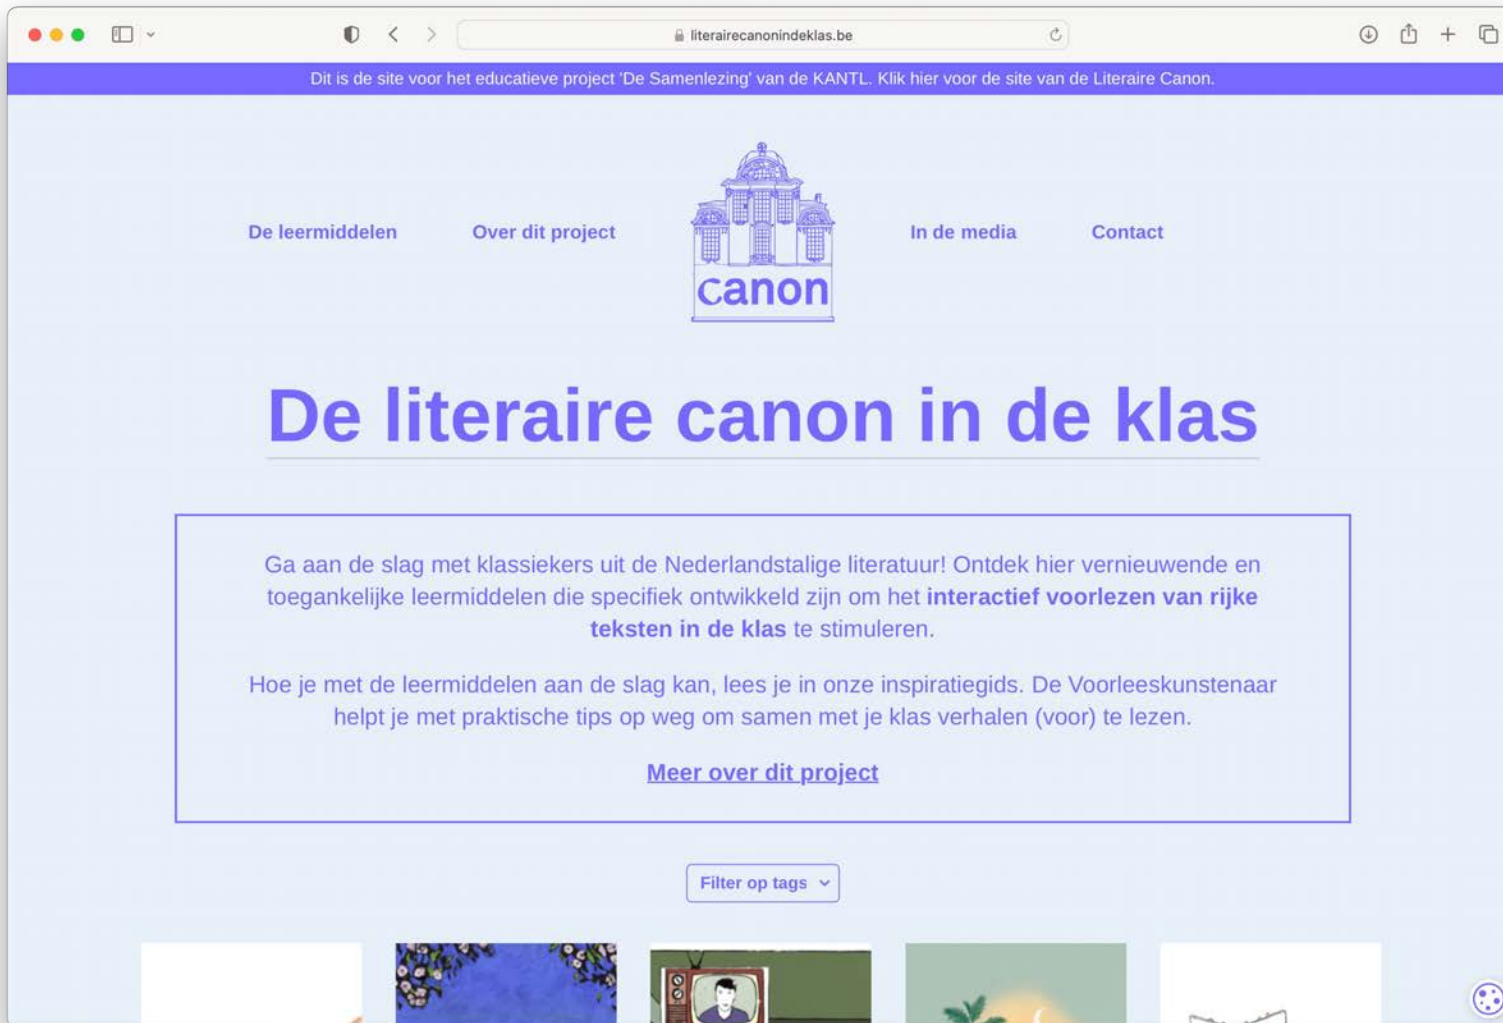 literairecanonindeklas.be
Dit is de site voor het educatieve project 'De Samenlezing' van de KANTL. Klik hier voor de site van de Literaire Canon.
De leermiddelen
Over dit project
canon
In de media
Contact
De literaire canon in de klas
Ga aan de slag met klassiekers uit de Nederlandstalige literatuur! Ontdek hier vernieuwende en
toegankelijke leermiddelen die specifiek ontwikkeld zijn om het interactief voorlezen van rijke
teksten in de klas te stimuleren.
Hoe je met de leermiddelen aan de slag kan, lees je in onze inspiratiegids. De Voorleeskunstenaar
helpt je met praktische tips op weg om samen met je klas verhalen (voor) te lezen.
Meer over dit project
Filter op tags